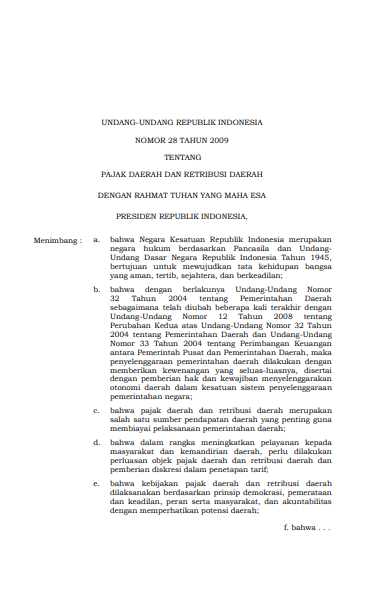 UNDANG-UNDANG REPUBLIK INDONESIA
NOMOR 28 TAHUN 2009
TENTANG
PAJAK DAERAH DAN RETRIBUSI DAERAH
DENGAN RAHMAT TUHAN YANG MAHA ESA
PRESIDEN REPUBLIK INDONESIA,
Menimbang : a. bahwa Negara Kesatuan Republik Indonesia merupakan
negara hukum berdasarkan Pancasila dan Undang-
Undang Dasar Negara Republik Indonesia Tahun 1945,
bertujuan untuk mewujudkan tata kehidupan bangsa
yang aman, tertib, sejahtera, dan berkeadilan;
b. bahwa dengan berlakunya Undang-Undang Nomor
32 Tahun 2004 tentang Pemerintahan Daerah
sebagaimana telah diubah beberapa kali terakhir dengan
Undang-Undang Nomor 12 Tahun 2008 tentang
Perubahan Kedua atas Undang-Undang Nomor 32 Tahun
2004 tentang Pemerintahan Daerah dan Undang-Undang
Nomor 33 Tahun 2004 tentang Perimbangan Keuangan
antara Pemerintah Pusat dan Pemerintahan Daerah, maka
penyelenggaraan pemerintahan daerah dilakukan dengan
memberikan kewenangan yang seluas-luasnya, disertai
dengan pemberian hak dan kewajiban menyelenggarakan
otonomi daerah dalam kesatuan sistem penyelenggaraan
pemerintahan negara;
c. bahwa pajak daerah dan retribusi daerah merupakan
salah satu sumber pendapatan daerah yang penting guna
membiayai pelaksanaan pemerintahan daerah;
d. bahwa dalam rangka meningkatkan pelayanan kepada
masyarakat dan kemandirian daerah, perlu dilakukan
perluasan objek pajak daerah dan retribusi daerah dan
pemberian diskresi dalam penetapan tarif;
e. bahwa kebijakan pajak daerah dan retribusi daerah
dilaksanakan berdasarkan prinsip demokrasi, pemerataan
dan keadilan, peran serta masyarakat, dan akuntabilitas
dengan memperhatikan potensi daerah;
f. bahwa . . .